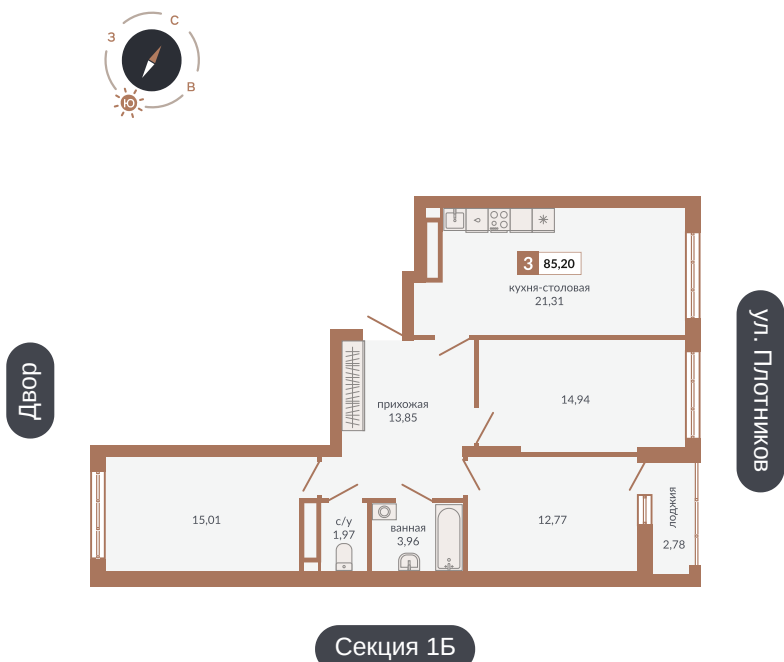 С
З
В
Ю
3 85,20
кухня-столовая
21,31
ул. Плотников
Двор
прихожая
13,85
14,94
15,01
с/у
1,97
ванная
3,96
12,77
лоджия
2,78
Секция 1Б